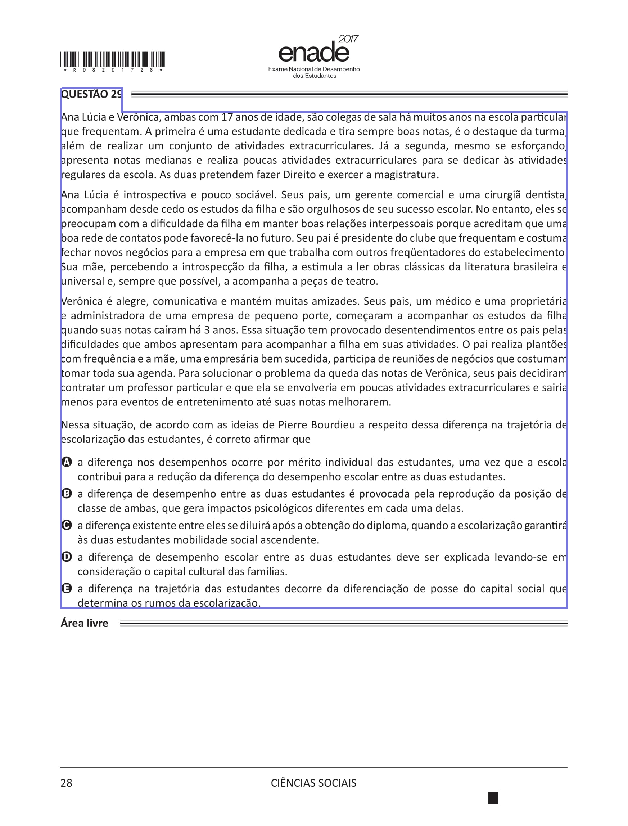 *R08201728*
enade 2017
Exame Nacional de Desempenho
dos Estudantes
QUESTÃO 29
Ana Lúcia e Verônica, ambas com 17 anos de idade, são colegas de sala há muitos anos na escola particular
que frequentam. A primeira é uma estudante dedicada e tira sempre boas notas, é o destaque da turma,
além de realizar um conjunto de atividades extracurriculares. Já a segunda, mesmo se esforçando,
apresenta notas medianas e realiza poucas atividades extracurriculares para se dedicar às atividades
regulares da escola. As duas pretendem fazer Direito e exercer a magistratura.
Ana Lúcia é introspectiva e pouco sociável. Seus pais, um gerente comercial e uma cirurgiã dentista,
acompanham desde cedo os estudos da filha e são orgulhosos de seu sucesso escolar. No entanto, eles se
preocupam com a dificuldade da filha em manter boas relações interpessoais porque acreditam que uma
boa rede de contatos pode favorecê-la no futuro. Seu pai é presidente do clube que frequentam e costuma
fechar novos negócios para a empresa em que trabalha com outros freqüentadores do estabelecimento.
Sua mãe, percebendo a introspecção da filha, a estimula a ler obras clássicas da literatura brasileira e
universal e, sempre que possível, a acompanha a peças de teatro.
Verônica é alegre, comunicativa e mantém muitas amizades. Seus pais, um médico e uma proprietária
e administradora de uma empresa de pequeno porte, começaram a acompanhar os estudos da filha
quando suas notas caíram há 3 anos. Essa situação tem provocado desentendimentos entre os pais pelas
dificuldades que ambos apresentam para acompanhar a filha em suas atividades. O pai realiza plantões
com frequência e a mãe, uma empresária bem sucedida, participa de reuniões de negócios que costumam
tomar toda sua agenda. Para solucionar o problema da queda das notas de Verônica, seus pais decidiram
contratar um professor particular e que ela se envolveria em poucas atividades extracurriculares e sairia
menos para eventos de entretenimento até suas notas melhorarem.
Nessa situação, de acordo com as ideias de Pierre Bourdieu a respeito dessa diferença na trajetória de
escolarização das estudantes, é correto afirmar que
A a diferença nos desempenhos ocorre por mérito individual das estudantes, uma vez que a escola
contribui para a redução da diferença do desempenho escolar entre as duas estudantes.
B a diferença de desempenho entre as duas estudantes é provocada pela reprodução da posição de
classe de ambas, que gera impactos psicológicos diferentes em cada uma delas.
C a diferença existente entre eles se diluirá após a obtenção do diploma, quando a escolarização garantirá
às duas estudantes mobilidade social ascendente.
D a diferença de desempenho escolar entre as duas estudantes deve ser explicada levando-se em
consideração o capital cultural das famílias.
E a diferença na trajetória das estudantes decorre da diferenciação de posse do capital social que
determina os rumos da escolarização.
Área livre
28
CIÊNCIAS SOCIAIS